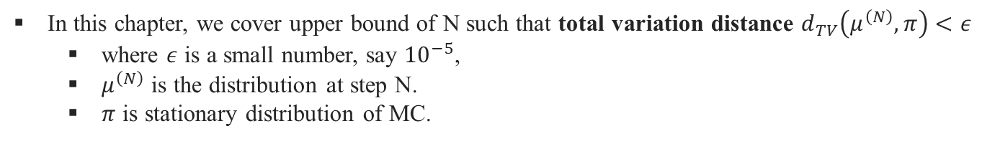 ▪ In this chapter, we cover upper bound of N such that total variation distance $d_{TV}(\mu^{(N)}, \pi) < \epsilon$
▪ where $\epsilon$ is a small number, say $10^{-5}$,
▪ $\mu^{(N)}$ is the distribution at step N.
▪ $\pi$ is stationary distribution of MC.